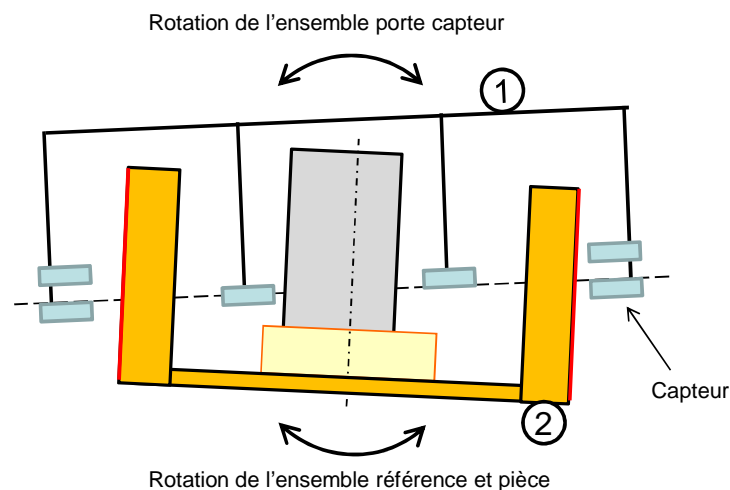 Rotation de l’ensemble porte capteur
1
Capteur
2
Rotation de l’ensemble référence et pièce